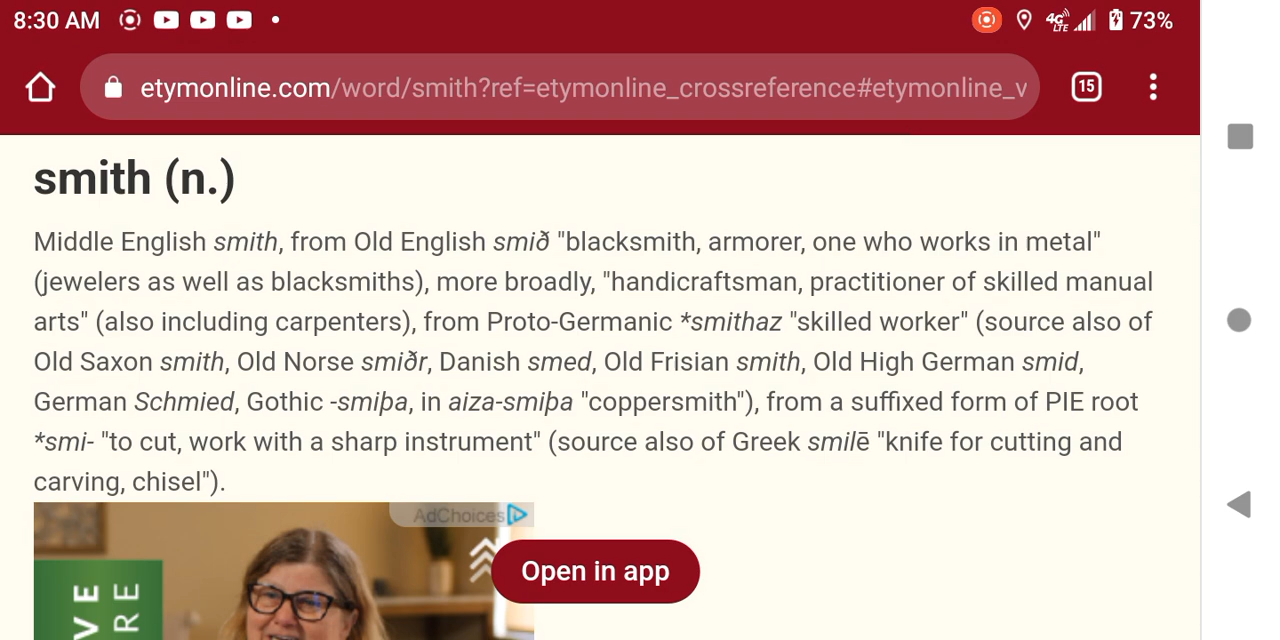 8:30 AM
4G LTE 73%
etymonline.com/word/smith?ref=etymonline_crossreference#etymonline_v
15
smith (n.)
Middle English smith, from Old English smið "blacksmith, armorer, one who works in metal"
(jewelers as well as blacksmiths), more broadly, "handicraftsman, practitioner of skilled manual
arts" (also including carpenters), from Proto-Germanic *smithaz "skilled worker" (source also of
Old Saxon smith, Old Norse smiðr, Danish smed, Old Frisian smith, Old High German smid,
German Schmied, Gothic -smiþa, in aiza-smiþa "coppersmith"), from a suffixed form of PIE root
*smi- "to cut, work with a sharp instrument" (source also of Greek smilē "knife for cutting and
carving, chisel").
AdChoices
VE
RE
Open in app